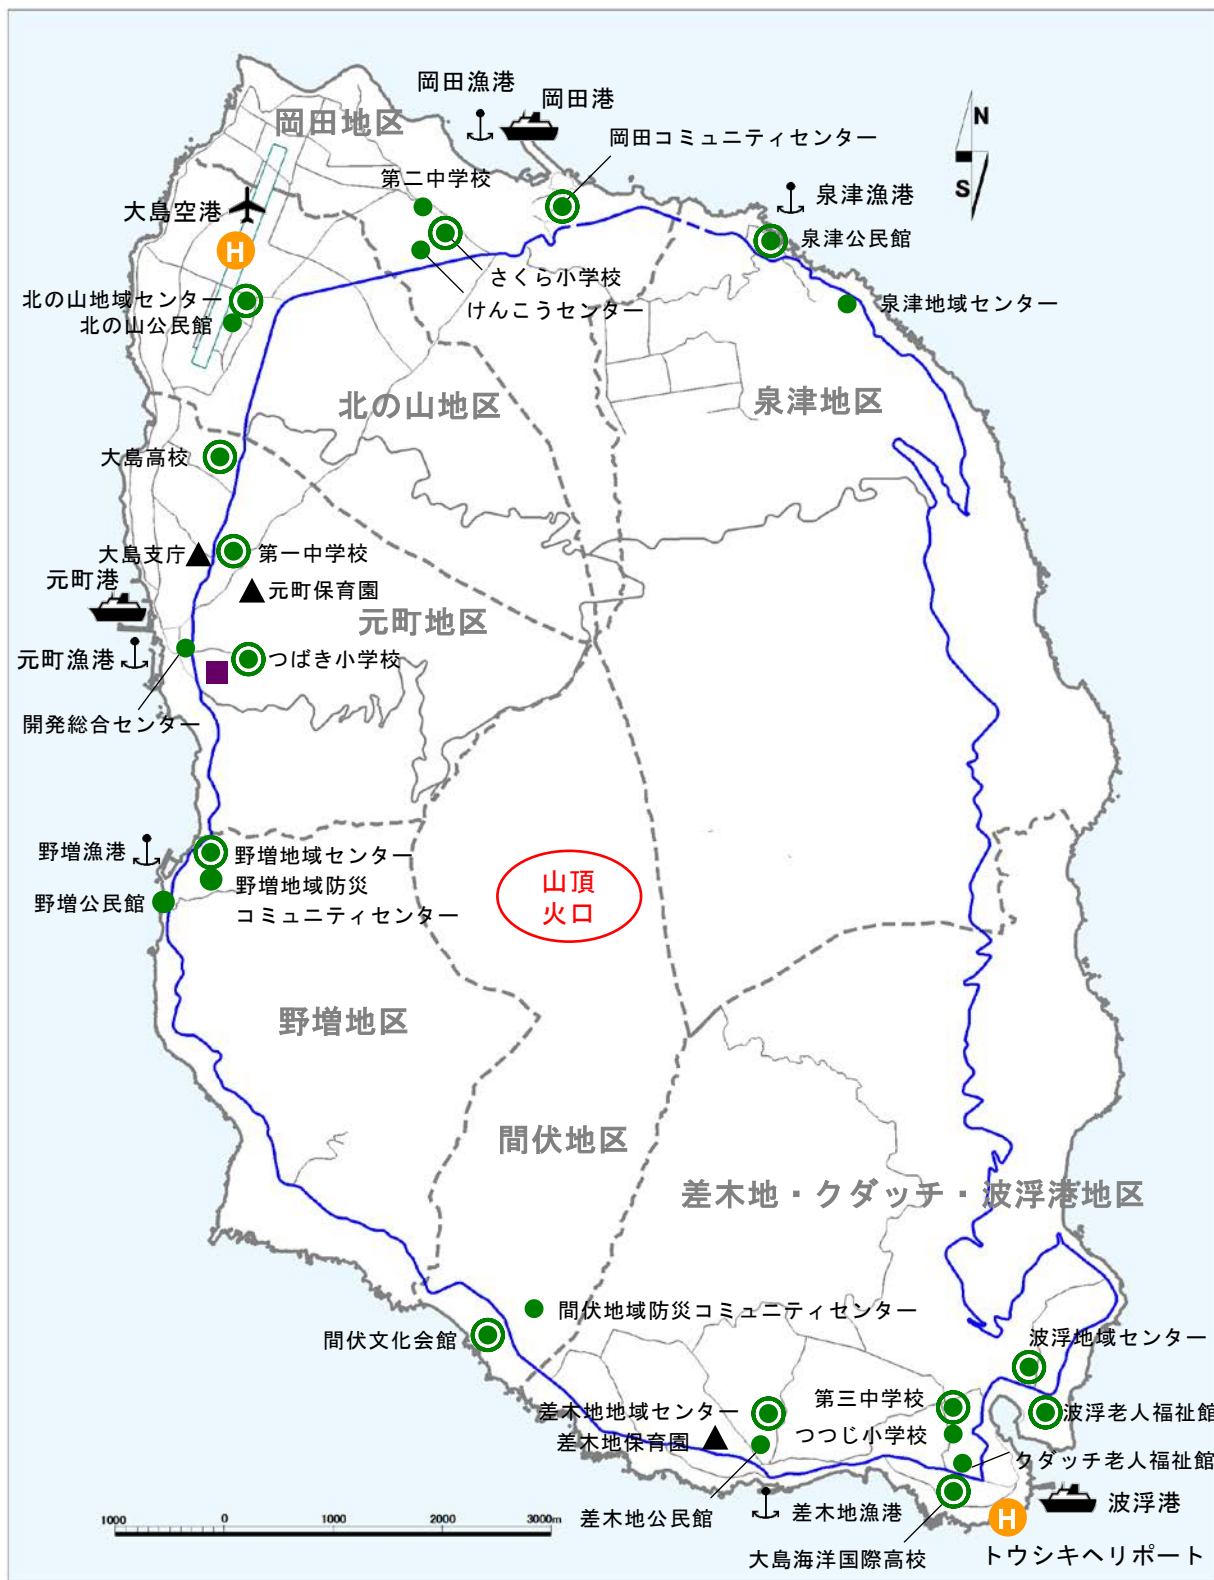 岡田漁港
岡田港
岡田地区
岡田コミュニティセンター
N
S
第二中学校
泉津漁港
大島空港
泉津公民館
H
さくら小学校
けんこうセンター
北の山地域センター
北の山公民館
泉津地域センター
北の山地区
泉津地区
大島高校
大島支庁
第一中学校
元町港
元町保育園
元町地区
元町漁港
つばき小学校
開発総合センター
野増漁港
野増地域センター
野増地域防災
コミュニティセンター
野増公民館
山頂
火口
野増地区
間伏地区
差木地・クダッチ・波浮港地区
間伏地域防災コミュニティセンター
間伏文化会館
波浮地域センター
差木地地域センター
第三中学校
波浮老人福祉館
差木地保育園
つつじ小学校
クダッチ老人福祉館
差木地公民館
差木地漁港
波浮港
H
大島海洋国際高校
トウシキヘリポート
1000 0 1000 2000 3000m